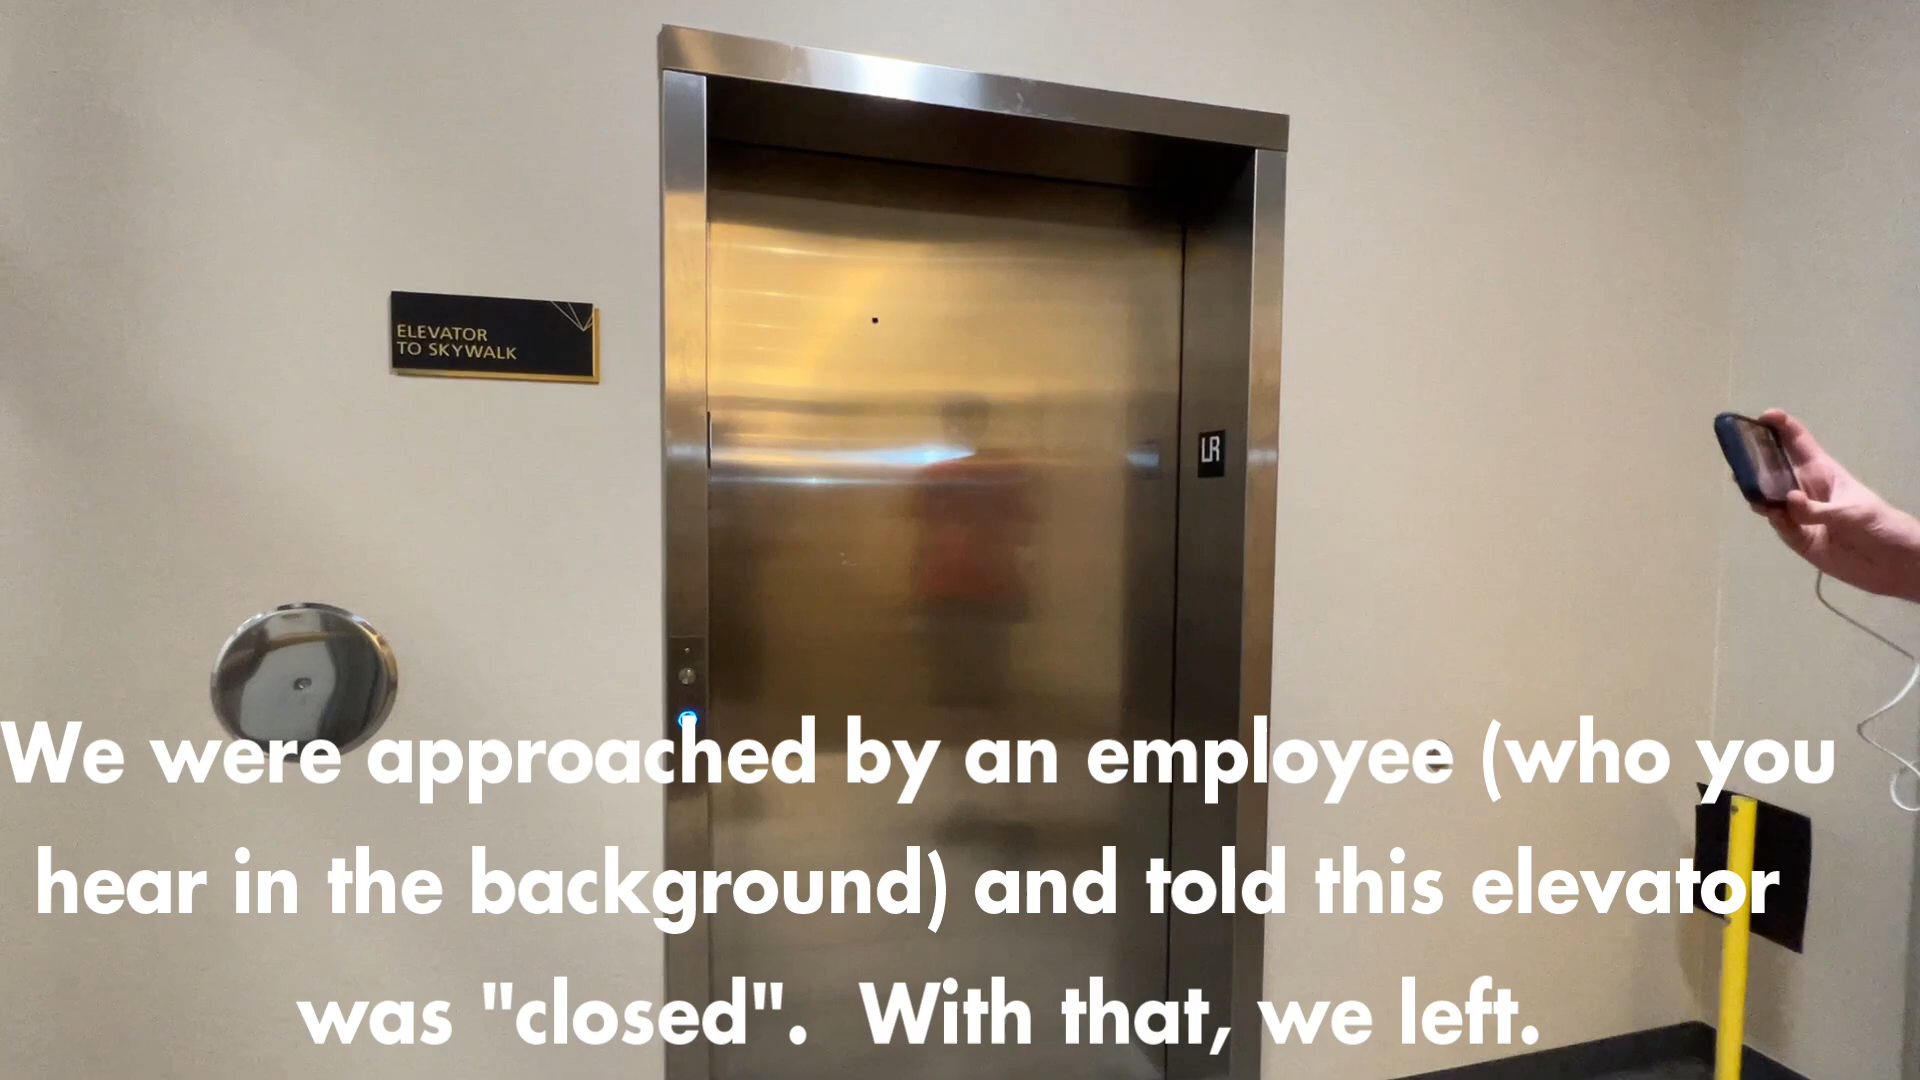 ELEVATOR
TO SKYWALK
LR
We were approached by an employee (who you
hear in the background) and told this elevator
was "closed".  With that, we left.